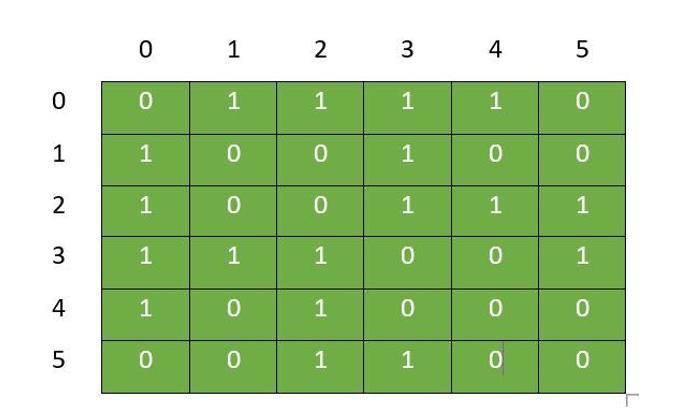 0 1 2 3 4 5
0 0 1 1 1 1 0
1 1 0 0 1 0 0
2 1 0 0 1 1 1
3 1 1 1 0 0 1
4 1 0 1 0 0 0
5 0 0 1 1 0 0